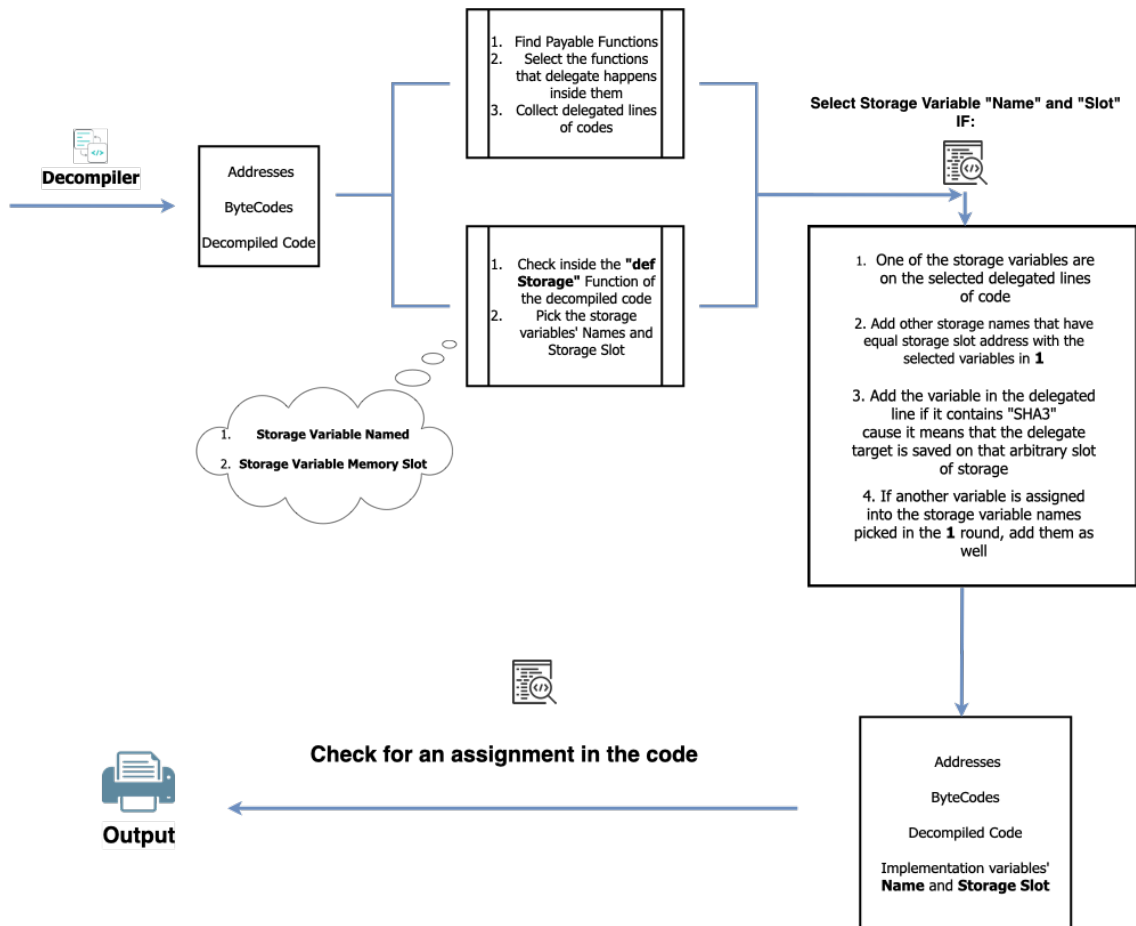 1. Find Payable Functions
2. Select the functions
that delegate happens
inside them
3. Collect delegated lines
of codes
Select Storage Variable "Name" and "Slot"
IF:
Decompiler
Addresses
ByteCodes
Decompiled Code
1. Check inside the "def
Storage" Function of
the decompiled code
2. Pick the storage
variables' Names and
Storage Slot
1. Storage Variable Named
2. Storage Variable Memory Slot
1. One of the storage variables are
on the selected delegated lines
of code
2. Add other storage names that have
equal storage slot address with the
selected variables in 1
3. Add the variable in the delegated
line if it contains "SHA3"
cause it means that the delegate
target is saved on that arbitrary slot
of storage
4. If another variable is assigned
into the storage variable names
picked in the 1 round, add them as
well
Check for an assignment in the code
Output
Addresses
ByteCodes
Decompiled Code
Implementation variables'
Name and Storage Slot